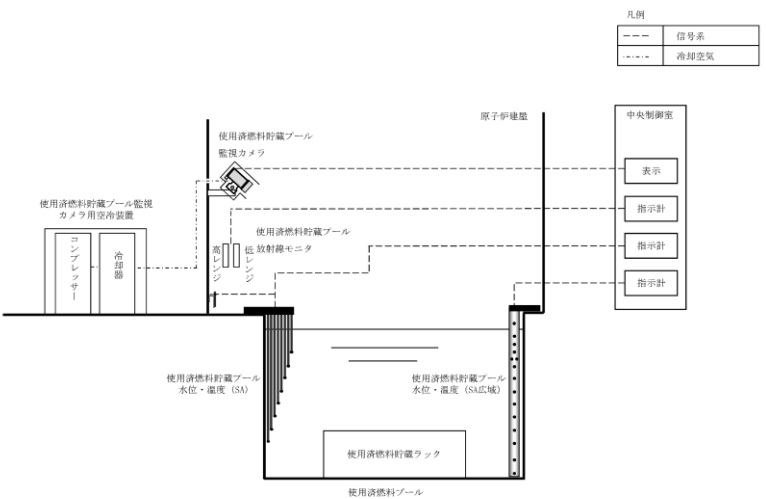 凡例
信号系
冷却空気
原子炉建屋
中央制御室
使用済燃料貯蔵プール
監視カメラ
表示
使用済燃料貯蔵プール監視
カメラ用空冷装置
指示計
使用済燃料貯蔵プール
放射線モニタ
高レンジ
低レンジ
指示計
コンプレッサー
冷却器
指示計
使用済燃料貯蔵プール
水位・温度（SA）
使用済燃料貯蔵プール
水位・温度（SA広域）
使用済燃料貯蔵ラック
使用済燃料プール